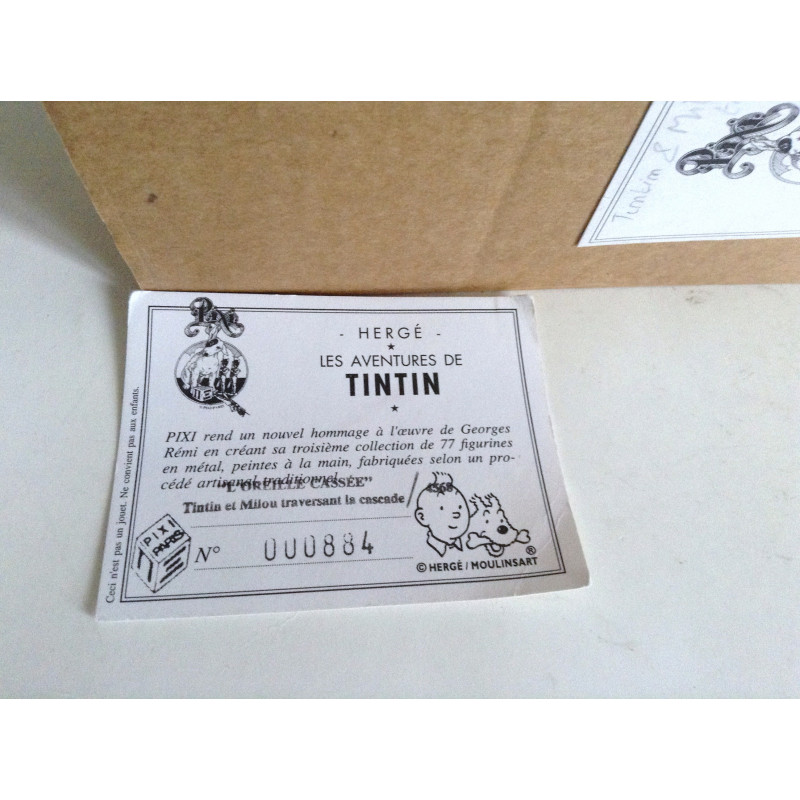 Tintin & Mil
PIXI
- HERGÉ -
LES AVENTURES DE
TINTIN
PIXI rend un nouvel hommage à l'œuvre de Georges
Rémi en créant sa troisième collection de 77 figurines
en métal, peintes à la main, fabriquées selon un pro-
cédé artisanal traditionnel.
"L'OREILLE CASSÉE"
Tintin et Milou traversant la cascade /
PIXI
PARIS
N° 000884
© HERGÉ / MOULINSART ®
Ceci n'est pas un jouet. Ne convient pas aux enfants.